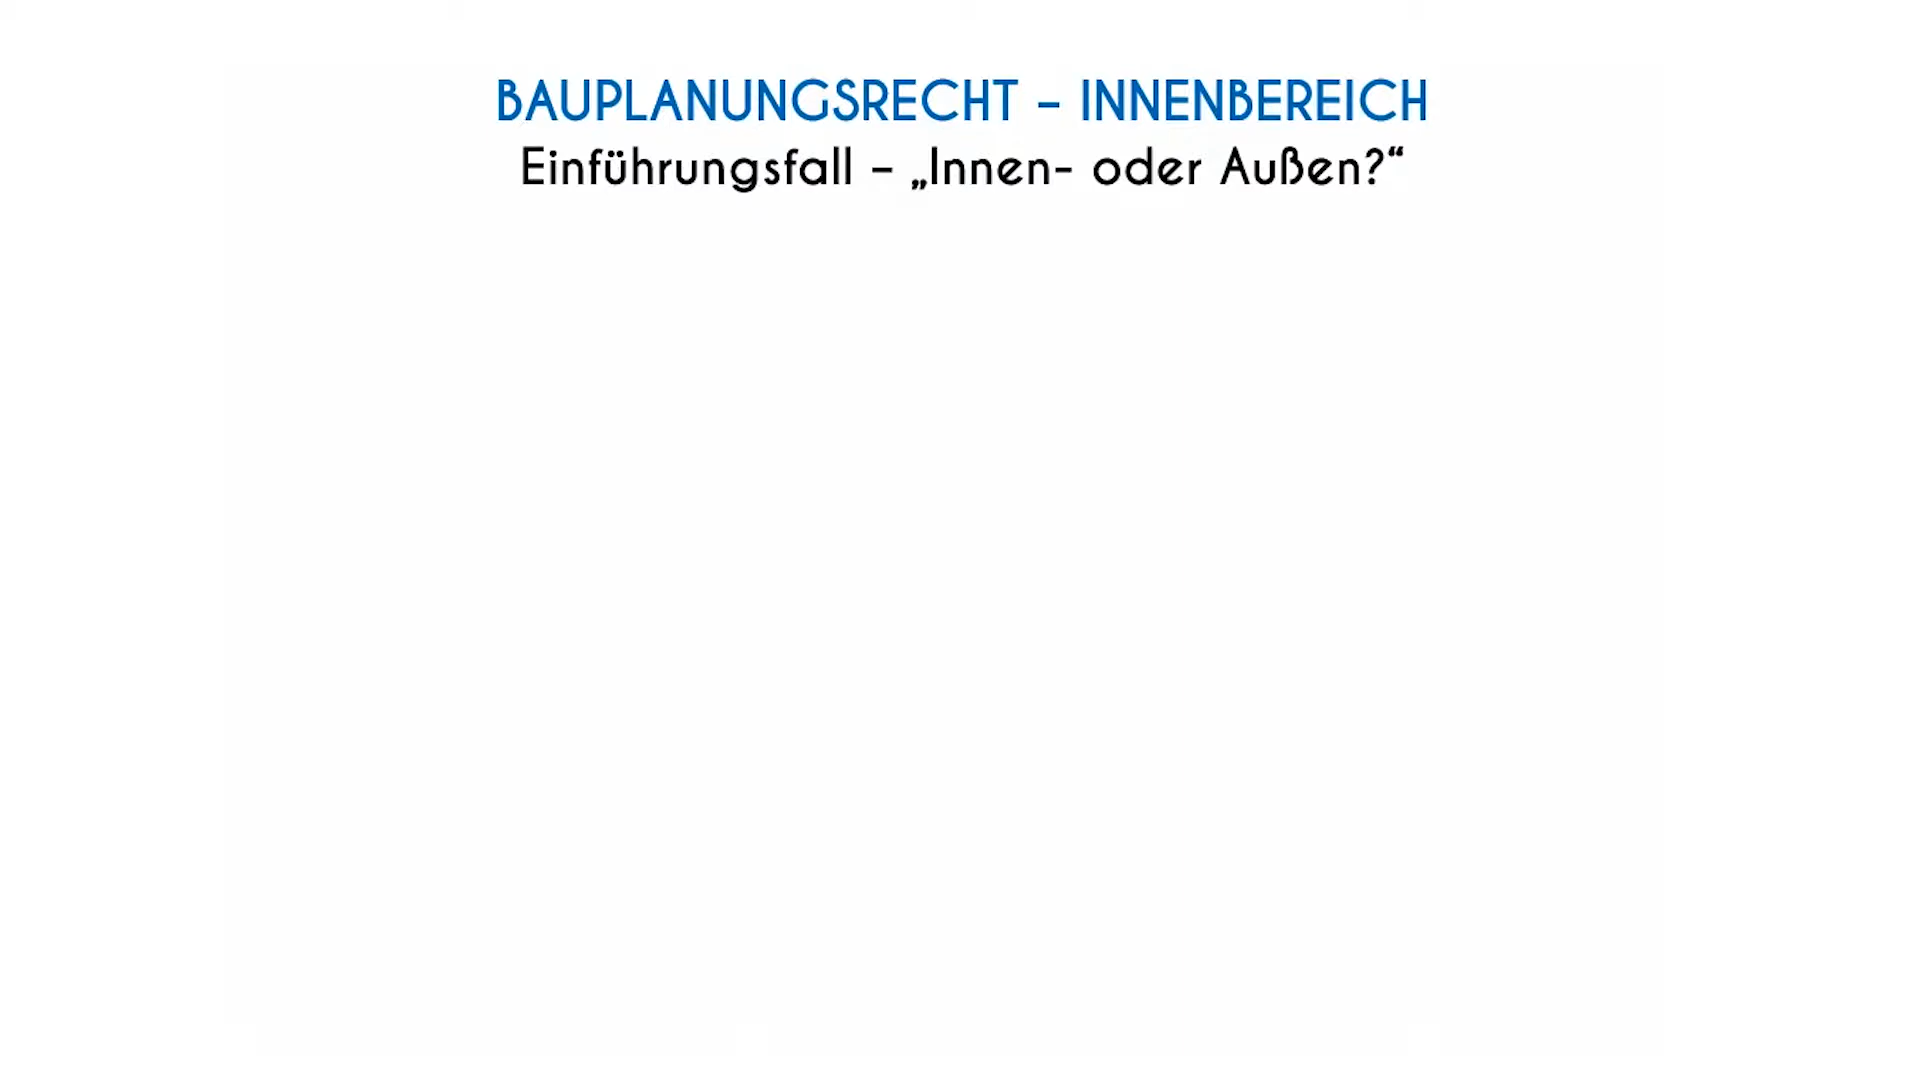 BAUPLANUNGSRECHT – INNENBEREICH
Einführungsfall – „Innen- oder Außen?“